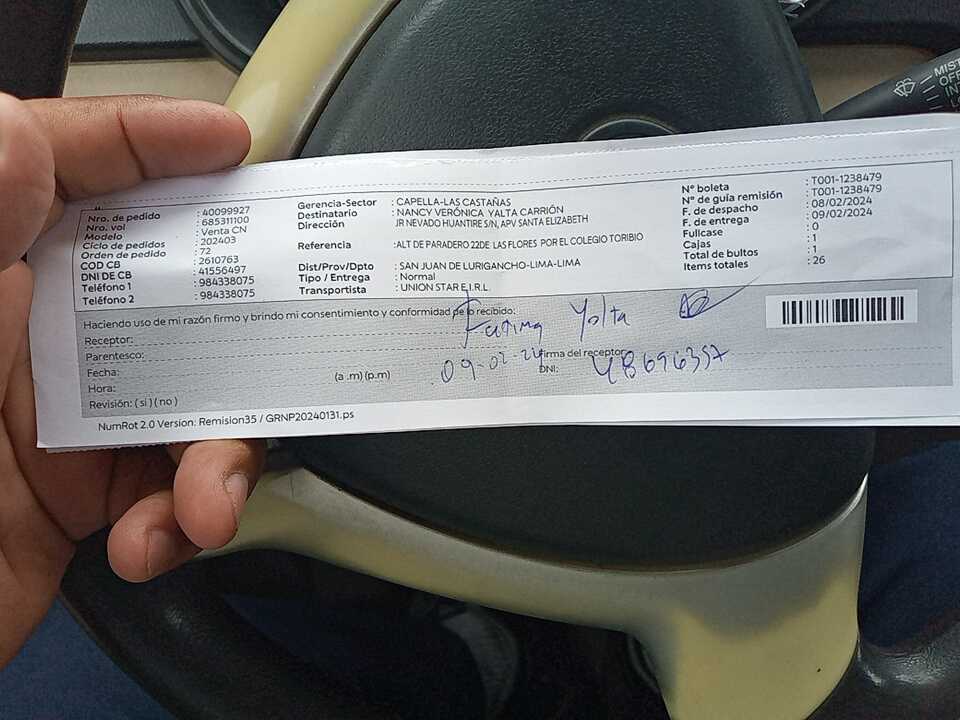 Nro. de pedido : 40099927
Nro. vol : 685311100
Modelo : Venta CN
Ciclo de pedidos : 202403
Orden de pedido : 72
COD CB : 2610763
DNI DE CB : 41556497
Teléfono 1 : 984338075
Teléfono 2 : 984338075
Gerencia-Sector : CAPELLA-LAS CASTAÑAS
Destinatario : NANCY VERÓNICA YALTA CARRIÓN
Dirección : JR NEVADO HUANTIRE S/N, APV SANTA ELIZABETH
Referencia : ALT DE PARADERO 22DE LAS FLORES POR EL COLEGIO TORIBIO
Dist/Prov/Dpto : SAN JUAN DE LURIGANCHO-LIMA-LIMA
Tipo / Entrega : Normal
Transportista : UNION STAR E.I.R.L.
N° boleta : T001-1238479
N° de guía remisión : T001-1238479
F. de despacho : 08/02/2024
F. de entrega : 09/02/2024
Fullcase : 0
Cajas : 1
Total de bultos : 1
Items totales : 26
Haciendo uso de mi razón firmo y brindo mi consentimiento y conformidad de lo recibido:
Receptor: Fatima Yalta
Parentesco:
Fecha: 09-02-24
Firma del receptor
Hora: (a .m) (p.m)
DNI: 48696357
Revisión: ( si ) ( no )
NumRot 2.0 Version: Remision35 / GRNP20240131.ps
MIST
OFF
INT